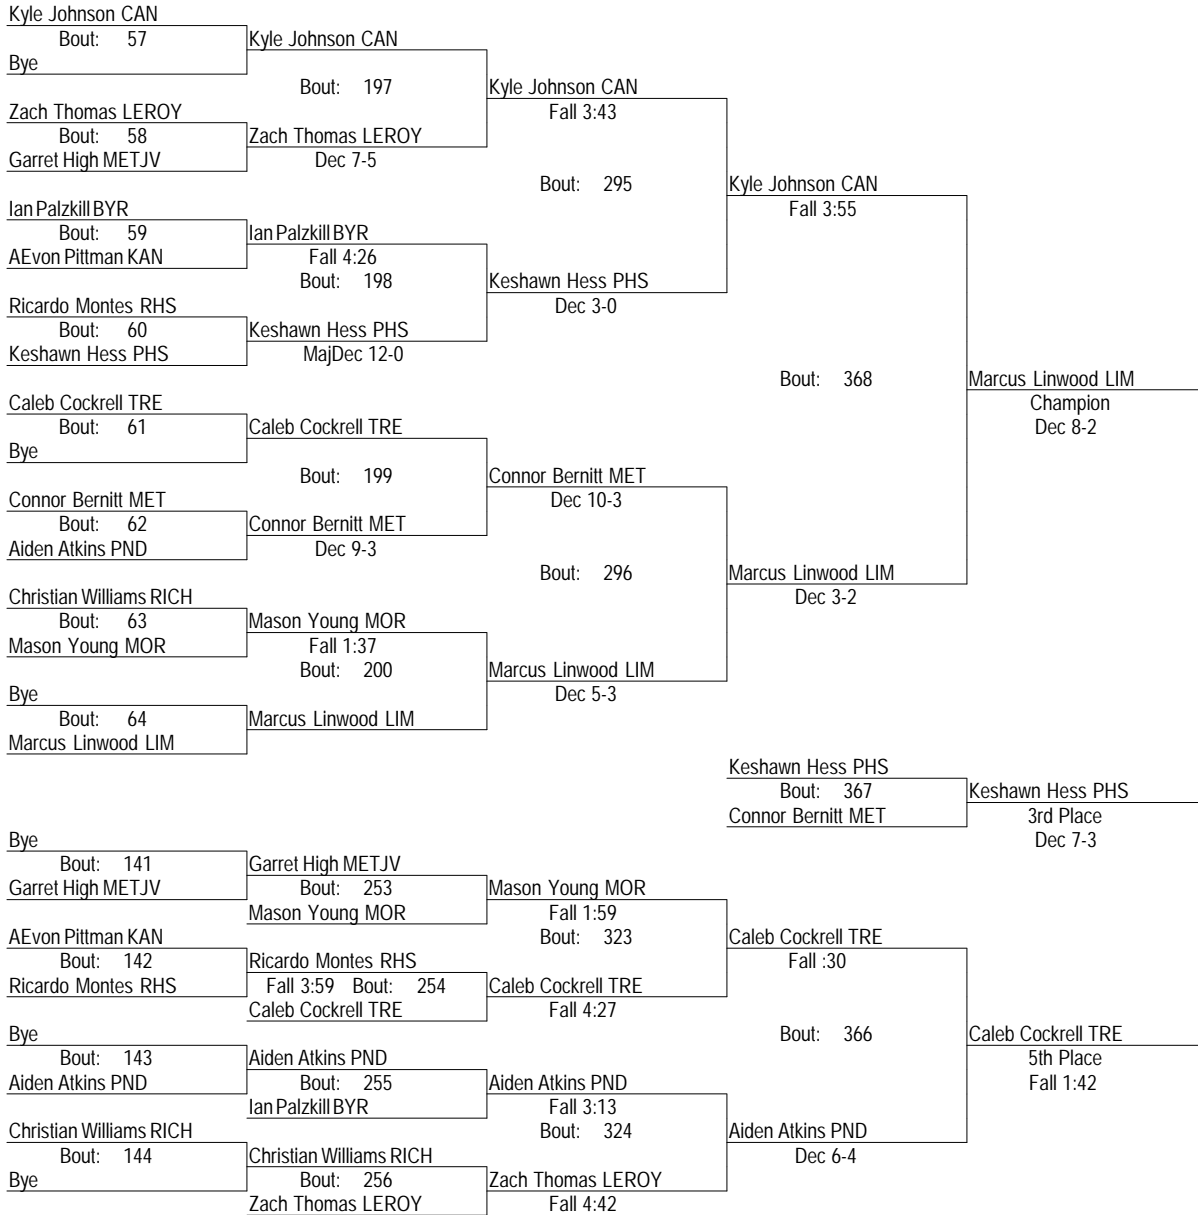 Kyle Johnson CAN
Bout: 57
Kyle Johnson CAN
Bye
Bout: 197
Kyle Johnson CAN
Zach Thomas LEROY
Fall 3:43
Bout: 58
Zach Thomas LEROY
Garret High METJV
Dec 7-5
Bout: 295
Kyle Johnson CAN
Ian Palzkill BYR
Fall 3:55
Bout: 59
Ian Palzkill BYR
AEvon Pittman KAN
Fall 4:26
Bout: 198
Keshawn Hess PHS
Ricardo Montes RHS
Dec 3-0
Bout: 60
Keshawn Hess PHS
Keshawn Hess PHS
MajDec 12-0
Bout: 368
Marcus Linwood LIM
Caleb Cockrell TRE
Champion
Bout: 61
Caleb Cockrell TRE
Dec 8-2
Bye
Bout: 199
Connor Bernitt MET
Connor Bernitt MET
Dec 10-3
Bout: 62
Connor Bernitt MET
Aiden Atkins PND
Dec 9-3
Bout: 296
Marcus Linwood LIM
Christian Williams RICH
Dec 3-2
Bout: 63
Mason Young MOR
Mason Young MOR
Fall 1:37
Bout: 200
Marcus Linwood LIM
Bye
Dec 5-3
Bout: 64
Marcus Linwood LIM
Marcus Linwood LIM
Keshawn Hess PHS
Bout: 367
Keshawn Hess PHS
Connor Bernitt MET
3rd Place
Dec 7-3
Bye
Bout: 141
Garret High METJV
Garret High METJV
Bout: 253
Mason Young MOR
Mason Young MOR
Fall 1:59
AEvon Pittman KAN
Bout: 323
Caleb Cockrell TRE
Bout: 142
Ricardo Montes RHS
Fall :30
Ricardo Montes RHS
Fall 3:59 Bout: 254
Caleb Cockrell TRE
Caleb Cockrell TRE
Fall 4:27
Bye
Bout: 366
Caleb Cockrell TRE
Bout: 143
Aiden Atkins PND
5th Place
Aiden Atkins PND
Bout: 255
Aiden Atkins PND
Fall 1:42
Ian Palzkill BYR
Fall 3:13
Christian Williams RICH
Bout: 324
Aiden Atkins PND
Bout: 144
Christian Williams RICH
Dec 6-4
Bye
Bout: 256
Zach Thomas LEROY
Zach Thomas LEROY
Fall 4:42